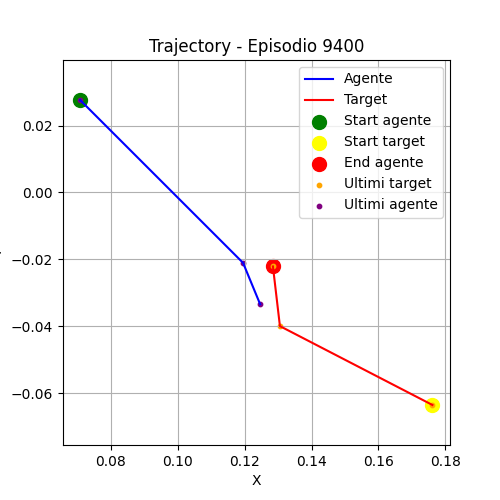 Trajectory - Episodio 9400
Agente
Target
Start agente
Start target
End agente
Ultimi target
Ultimi agente
0.02
0.00
−0.02
−0.04
−0.06
0.08
0.10
0.12
0.14
0.16
0.18
X